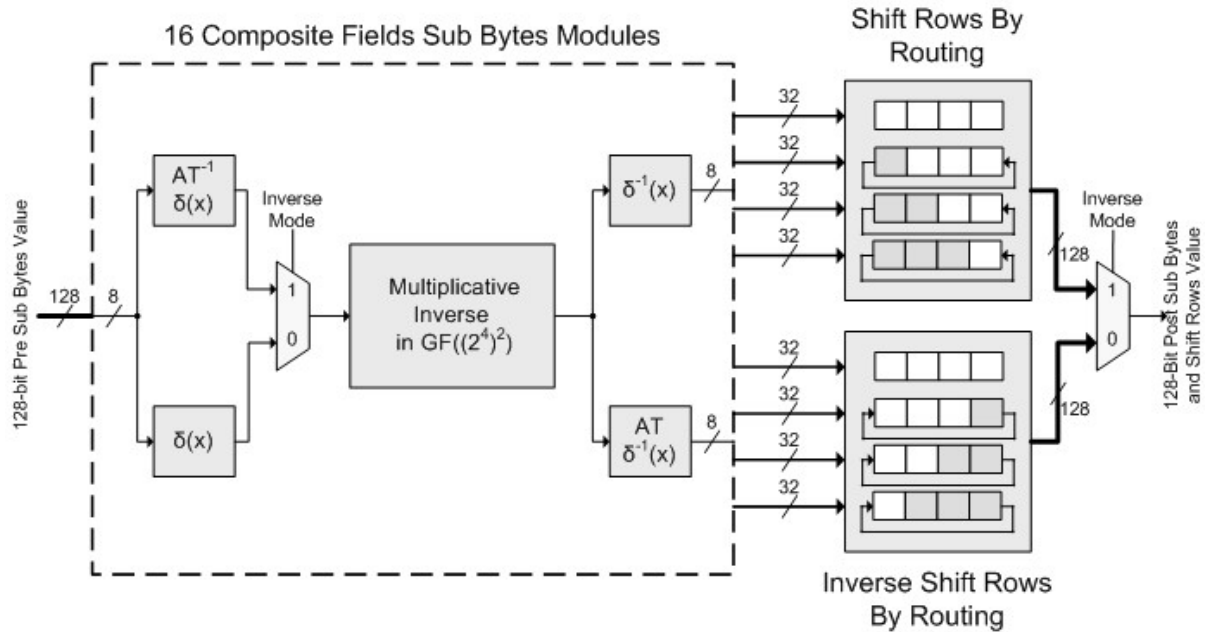 16 Composite Fields Sub Bytes Modules
Shift Rows By
Routing
128-bit Pre Sub Bytes Value
128
8
AT⁻¹
δ(x)
δ(x)
Inverse
Mode
1
0
Multiplicative
Inverse
in GF((2⁴)²)
δ⁻¹(x)
8
AT
δ⁻¹(x)
8
32
32
32
32
32
32
32
32
128
128
Inverse
Mode
1
0
128-Bit Post Sub Bytes
and Shift Rows Value
Inverse Shift Rows
By Routing